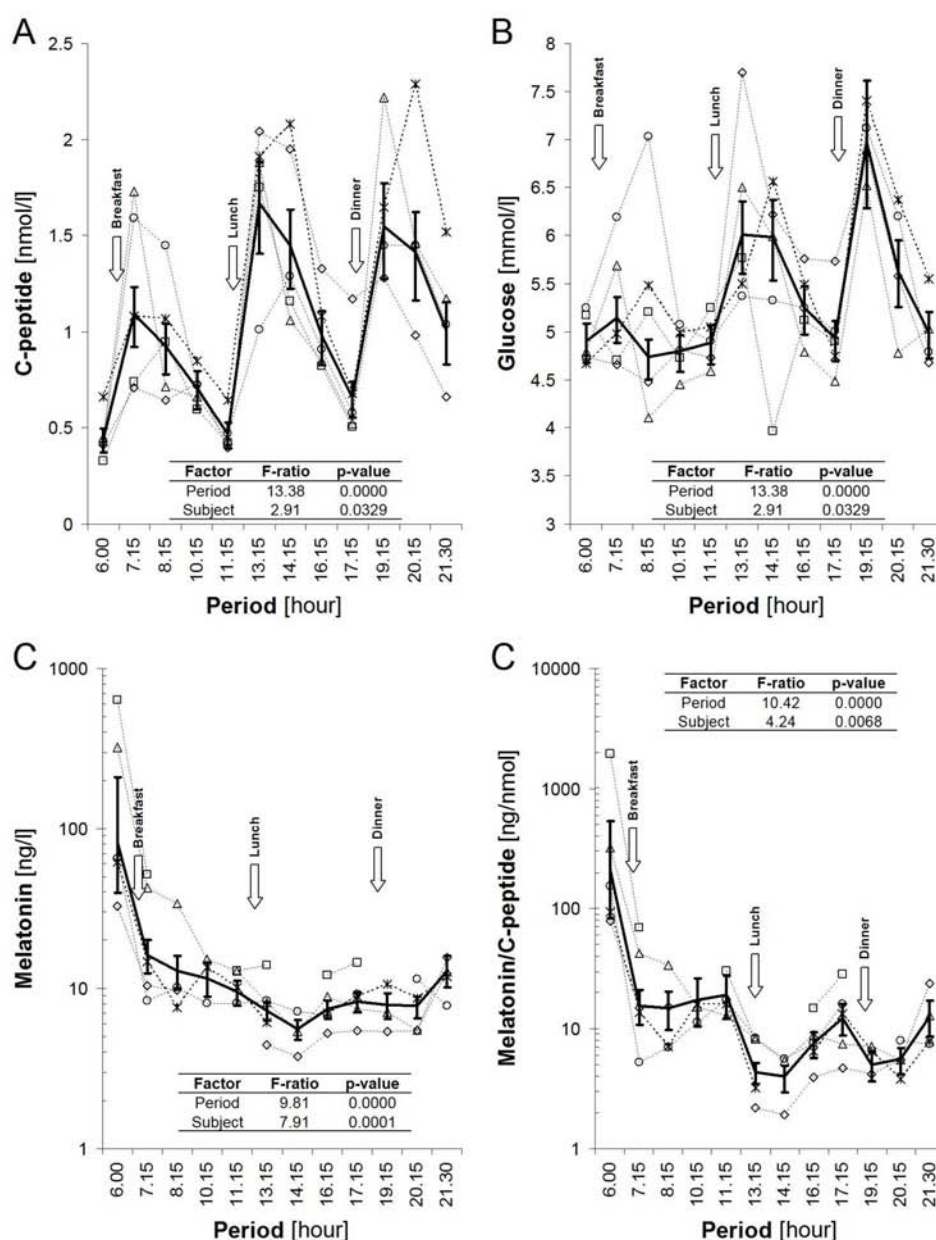 A
2.5
2
1.5
1
0.5
0
C-peptide [nmol/l]
Breakfast
Lunch
Dinner
Factor F-ratio p-value
Period 13.38 0.0000
Subject 2.91 0.0329
6.00 7.15 8.15 10.15 11.15 13.15 14.15 16.15 17.15 19.15 20.15 21.30
Period [hour]
B
8
7.5
7
6.5
6
5.5
5
4.5
4
3.5
3
Glucose [mmol/l]
Breakfast
Lunch
Dinner
Factor F-ratio p-value
Period 13.38 0.0000
Subject 2.91 0.0329
6.00 7.15 8.15 10.15 11.15 13.15 14.15 16.15 17.15 19.15 20.15 21.30
Period [hour]
C
1000
100
10
1
Melatonin [ng/l]
Breakfast
Lunch
Dinner
Factor F-ratio p-value
Period 9.81 0.0000
Subject 7.91 0.0001
6.00 7.15 8.15 10.15 11.15 13.15 14.15 16.15 17.15 19.15 20.15 21.30
Period [hour]
C
10000
1000
100
10
1
Melatonin/C-peptide [ng/nmol]
Factor F-ratio p-value
Period 10.42 0.0000
Subject 4.24 0.0068
Breakfast
Lunch
Dinner
6.00 7.15 8.15 10.15 11.15 13.15 14.15 16.15 17.15 19.15 20.15 21.30
Period [hour]